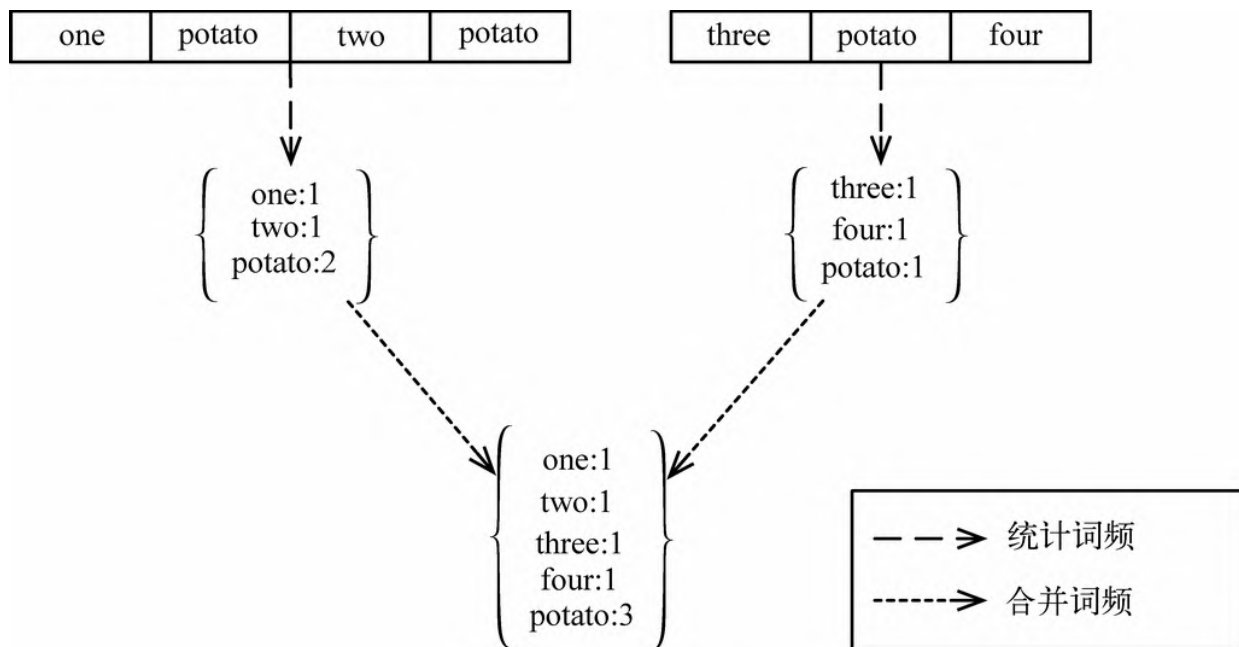 one potato two potato
three potato four
one:1
two:1
potato:2
three:1
four:1
potato:1
one:1
two:1
three:1
four:1
potato:3
统计词频
合并词频